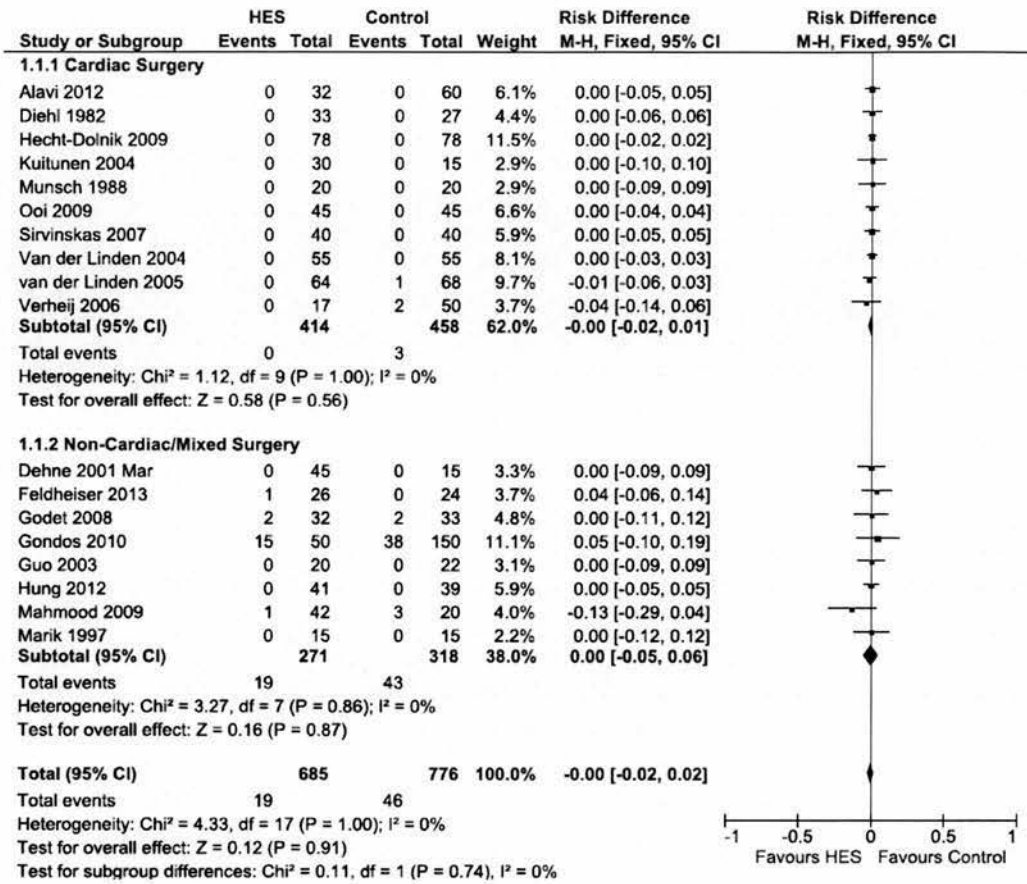 HES Control Risk Difference Risk Difference
Study or Subgroup Events Total Events Total Weight M-H, Fixed, 95% CI M-H, Fixed, 95% CI
1.1.1 Cardiac Surgery
Alavi 2012 0 32 0 60 6.1% 0.00 [-0.05, 0.05]
Diehl 1982 0 33 0 27 4.4% 0.00 [-0.06, 0.06]
Hecht-Dolnik 2009 0 78 0 78 11.5% 0.00 [-0.02, 0.02]
Kuitunen 2004 0 30 0 15 2.9% 0.00 [-0.10, 0.10]
Munsch 1988 0 20 0 20 2.9% 0.00 [-0.09, 0.09]
Ooi 2009 0 45 0 45 6.6% 0.00 [-0.04, 0.04]
Sirvinskas 2007 0 40 0 40 5.9% 0.00 [-0.05, 0.05]
Van der Linden 2004 0 55 0 55 8.1% 0.00 [-0.03, 0.03]
van der Linden 2005 0 64 1 68 9.7% -0.01 [-0.06, 0.03]
Verheij 2006 0 17 2 50 3.7% -0.04 [-0.14, 0.06]
Subtotal (95% CI) 414 458 62.0% -0.00 [-0.02, 0.01]
Total events 0 3
Heterogeneity: Chi² = 1.12, df = 9 (P = 1.00); I² = 0%
Test for overall effect: Z = 0.58 (P = 0.56)
1.1.2 Non-Cardiac/Mixed Surgery
Dehne 2001 Mar 0 45 0 15 3.3% 0.00 [-0.09, 0.09]
Feldheiser 2013 1 26 0 24 3.7% 0.04 [-0.06, 0.14]
Godet 2008 2 32 2 33 4.8% 0.00 [-0.11, 0.12]
Gondos 2010 15 50 38 150 11.1% 0.05 [-0.10, 0.19]
Guo 2003 0 20 0 22 3.1% 0.00 [-0.09, 0.09]
Hung 2012 0 41 0 39 5.9% 0.00 [-0.05, 0.05]
Mahmood 2009 1 42 3 20 4.0% -0.13 [-0.29, 0.04]
Marik 1997 0 15 0 15 2.2% 0.00 [-0.12, 0.12]
Subtotal (95% CI) 271 318 38.0% 0.00 [-0.05, 0.06]
Total events 19 43
Heterogeneity: Chi² = 3.27, df = 7 (P = 0.86); I² = 0%
Test for overall effect: Z = 0.16 (P = 0.87)
Total (95% CI) 685 776 100.0% -0.00 [-0.02, 0.02]
Total events 19 46
Heterogeneity: Chi² = 4.33, df = 17 (P = 1.00); I² = 0%
Test for overall effect: Z = 0.12 (P = 0.91)
Test for subgroup differences: Chi² = 0.11, df = 1 (P = 0.74), I² = 0%
-1 -0.5 0 0.5 1
Favours HES Favours Control